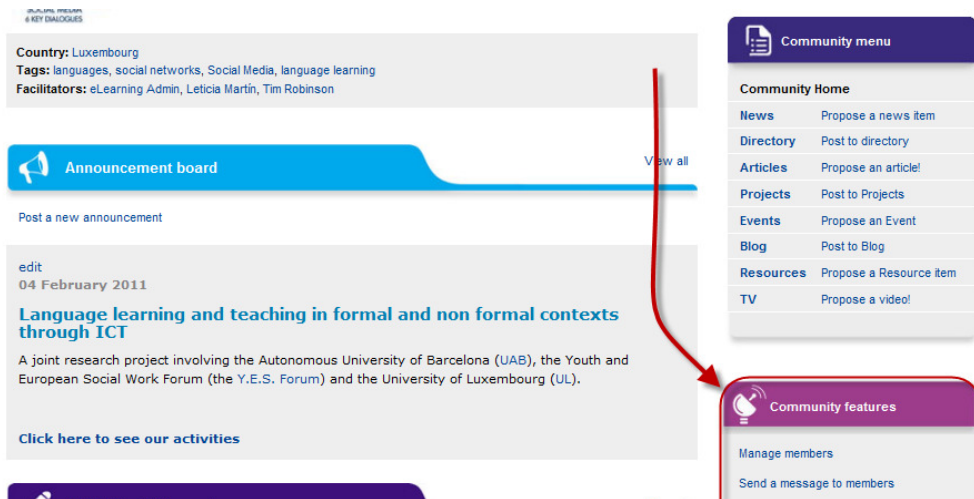 SOCIAL MEDIA
6 KEY DIALOGUES
Country: Luxembourg
Tags: languages, social networks, Social Media, language learning
Facilitators: eLearning Admin, Leticia Martín, Tim Robinson
Announcement board
View all
Post a new announcement
edit
04 February 2011
Language learning and teaching in formal and non formal contexts
through ICT
A joint research project involving the Autonomous University of Barcelona (UAB), the Youth and
European Social Work Forum (the Y.E.S. Forum) and the University of Luxembourg (UL).
Click here to see our activities
Community menu
Community Home
News Propose a news item
Directory Post to directory
Articles Propose an article!
Projects Post to Projects
Events Propose an Event
Blog Post to Blog
Resources Propose a Resource item
TV Propose a video!
Community features
Manage members
Send a message to members